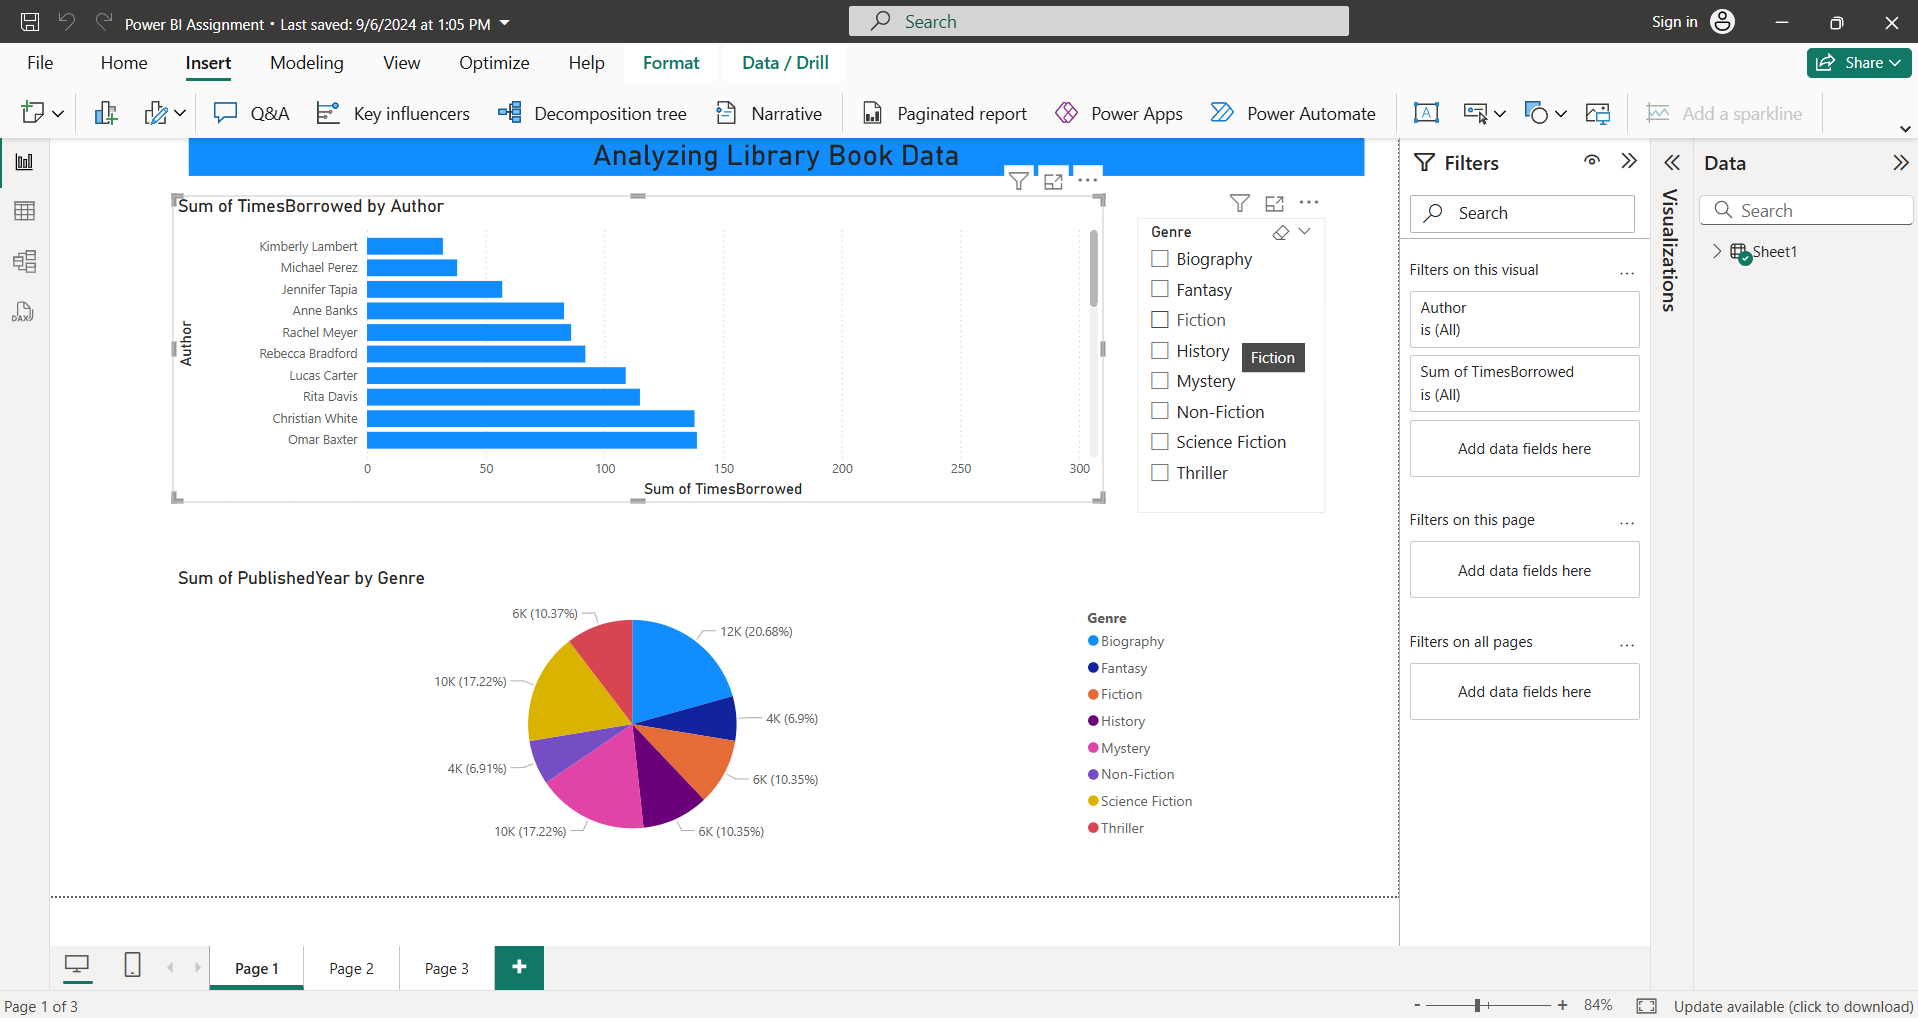 Power BI Assignment • Last saved: 9/6/2024 at 1:05 PM
Search
Sign in
File Home Insert Modeling View Optimize Help Format Data / Drill
Share
Q&A Key influencers Decomposition tree Narrative Paginated report Power Apps Power Automate A Add a sparkline
DAX
Analyzing Library Book Data
Sum of TimesBorrowed by Author
Author
Kimberly Lambert
Michael Perez
Jennifer Tapia
Anne Banks
Rachel Meyer
Rebecca Bradford
Lucas Carter
Rita Davis
Christian White
Omar Baxter
0 50 100 150 200 250 300
Sum of TimesBorrowed
Genre
Biography
Fantasy
Fiction
History
Fiction
Mystery
Non-Fiction
Science Fiction
Thriller
Sum of PublishedYear by Genre
6K (10.37%)
12K (20.68%)
10K (17.22%)
4K (6.9%)
4K (6.91%)
6K (10.35%)
10K (17.22%)
6K (10.35%)
Genre
Biography
Fantasy
Fiction
History
Mystery
Non-Fiction
Science Fiction
Thriller
Filters
Search
Filters on this visual
Author
is (All)
Sum of TimesBorrowed
is (All)
Add data fields here
Filters on this page
Add data fields here
Filters on all pages
Add data fields here
Visualizations
Data
Search
Sheet1
Page 1 Page 2 Page 3 +
Page 1 of 3
- + 84% Update available (click to download)